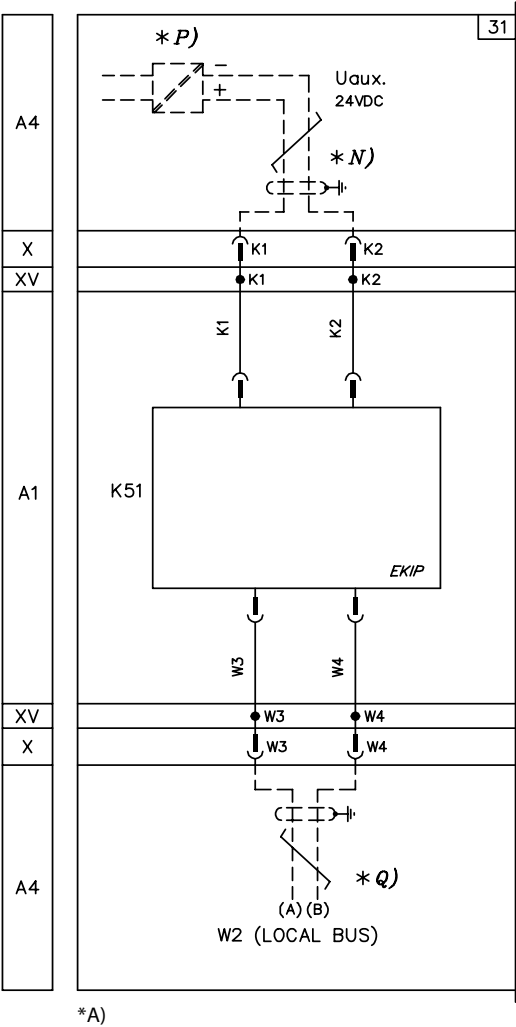 31
*P)
−
+
Uaux.
24VDC
A4
*N)
X
K1
K2
XV
K1
K2
K1
K2
A1
K51
EKIP
W3
W4
XV
W3
W4
X
W3
W4
A4
*Q)
(A) (B)
W2 (LOCAL BUS)
*A)